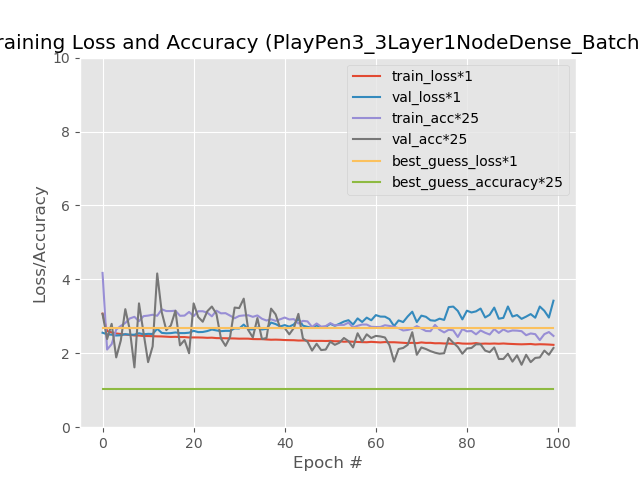 raining Loss and Accuracy (PlayPen3_3Layer1NodeDense_Batch
10
8
6
4
2
0
Loss/Accuracy
train_loss*1
val_loss*1
train_acc*25
val_acc*25
best_guess_loss*1
best_guess_accuracy*25
0 20 40 60 80 100
Epoch #